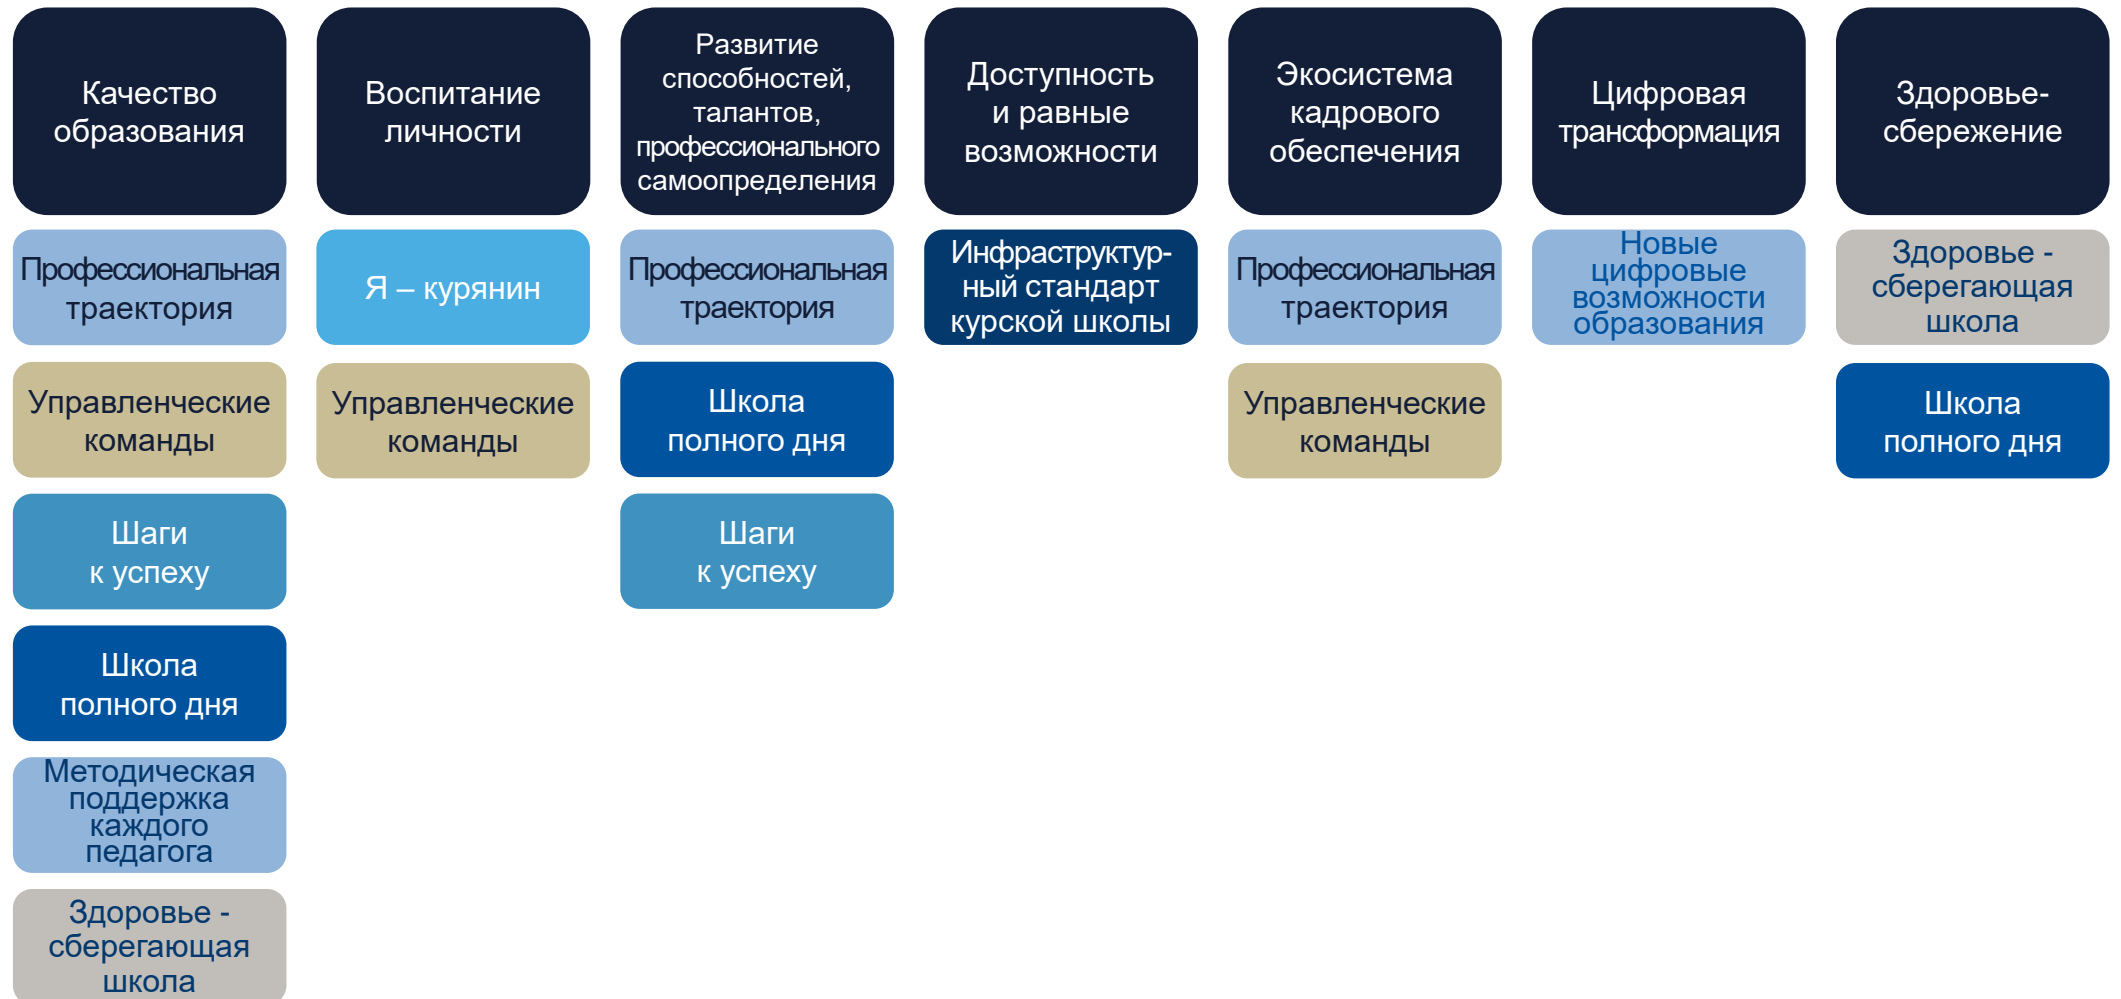 Качество
образования
Воспитание
личности
Развитие
способностей,
талантов,
профессионального
самоопределения
Доступность
и равные
возможности
Экосистема
кадрового
обеспечения
Цифровая
трансформация
Здоровье-
сбережение
Профессиональная
траектория
Я – курянин
Профессиональная
траектория
Инфраструктур-
ный стандарт
курской школы
Профессиональная
траектория
Новые
цифровые
возможности
образования
Здоровье -
сберегающая
школа
Управленческие
команды
Управленческие
команды
Школа
полного дня
Управленческие
команды
Школа
полного дня
Шаги
к успеху
Шаги
к успеху
Школа
полного дня
Методическая
поддержка
каждого
педагога
Здоровье -
сберегающая
школа